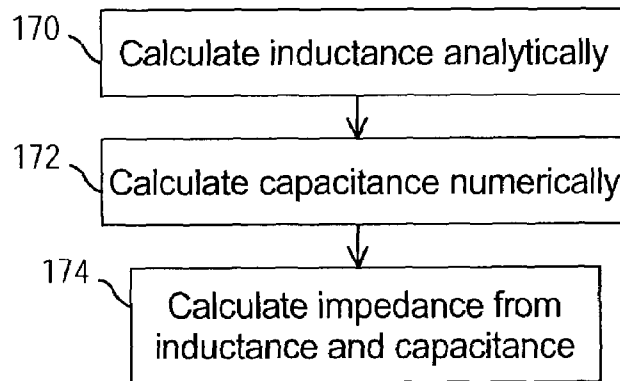 170
Calculate inductance analytically
172
Calculate capacitance numerically
174
Calculate impedance from
inductance and capacitance